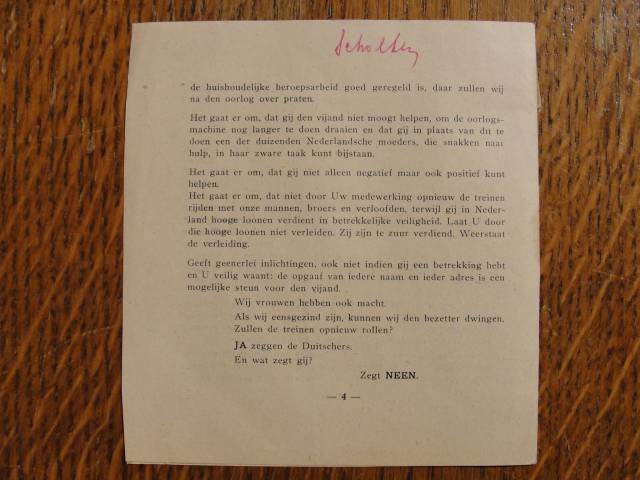 Scholten
de huishoudelijke beroepsarbeid goed geregeld is, daar zullen wij
na den oorlog over praten.
Het gaat er om, dat gij den vijand niet moogt helpen, om de oorlogs-
machine nog langer te doen draaien en dat gij in plaats van dit te
doen een der duizenden Nederlandsche moeders, die snakken naar
hulp, in haar zware taak kunt bijstaan.
Het gaat er om, dat gij niet alleen negatief maar ook positief kunt
helpen.
Het gaat er om, dat niet door Uw medewerking opnieuw de treinen
rijden met onze mannen, broers en verloofden, terwijl gij in Neder-
land hooge loonen verdient in betrekkelijke veiligheid. Laat U door
die hooge loonen niet verleiden. Zij zijn te zuur verdiend. Weerstaat
de verleiding.
Geeft geenerlei inlichtingen, ook niet indien gij een betrekking hebt
en U veilig waant: de opgaaf van iedere naam en ieder adres is een
mogelijke steun voor den vijand.
Wij vrouwen hebben ook macht.
Als wij eensgezind zijn, kunnen wij den bezetter dwingen.
Zullen de treinen opnieuw rollen?
JA zeggen de Duitschers.
En wat zegt gij?
Zegt NEEN.
— 4 —